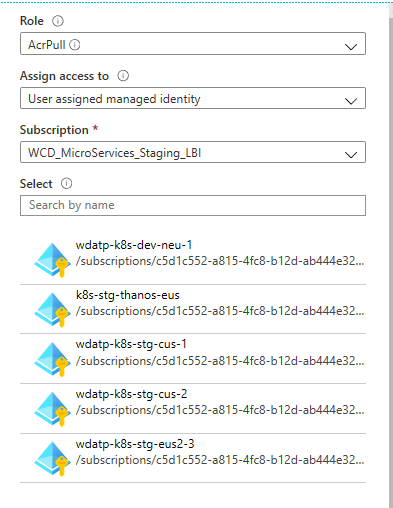 Role
AcrPull
Assign access to
User assigned managed identity
Subscription *
WCD_MicroServices_Staging_LBI
Select
Search by name
wdatp-k8s-dev-neu-1
/subscriptions/c5d1c552-a815-4fc8-b12d-ab444e32...
k8s-stg-thanos-eus
/subscriptions/c5d1c552-a815-4fc8-b12d-ab444e32...
wdatp-k8s-stg-cus-1
/subscriptions/c5d1c552-a815-4fc8-b12d-ab444e32...
wdatp-k8s-stg-cus-2
/subscriptions/c5d1c552-a815-4fc8-b12d-ab444e32...
wdatp-k8s-stg-eus2-3
/subscriptions/c5d1c552-a815-4fc8-b12d-ab444e32...